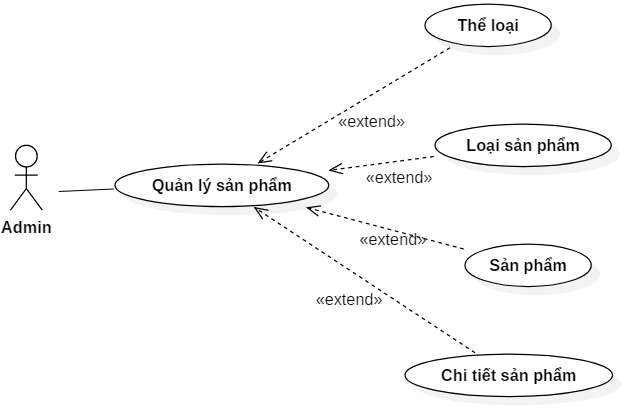 Thể loại
«extend»
Loại sản phẩm
«extend»
Quản lý sản phẩm
Admin
«extend»
Sản phẩm
«extend»
Chi tiết sản phẩm